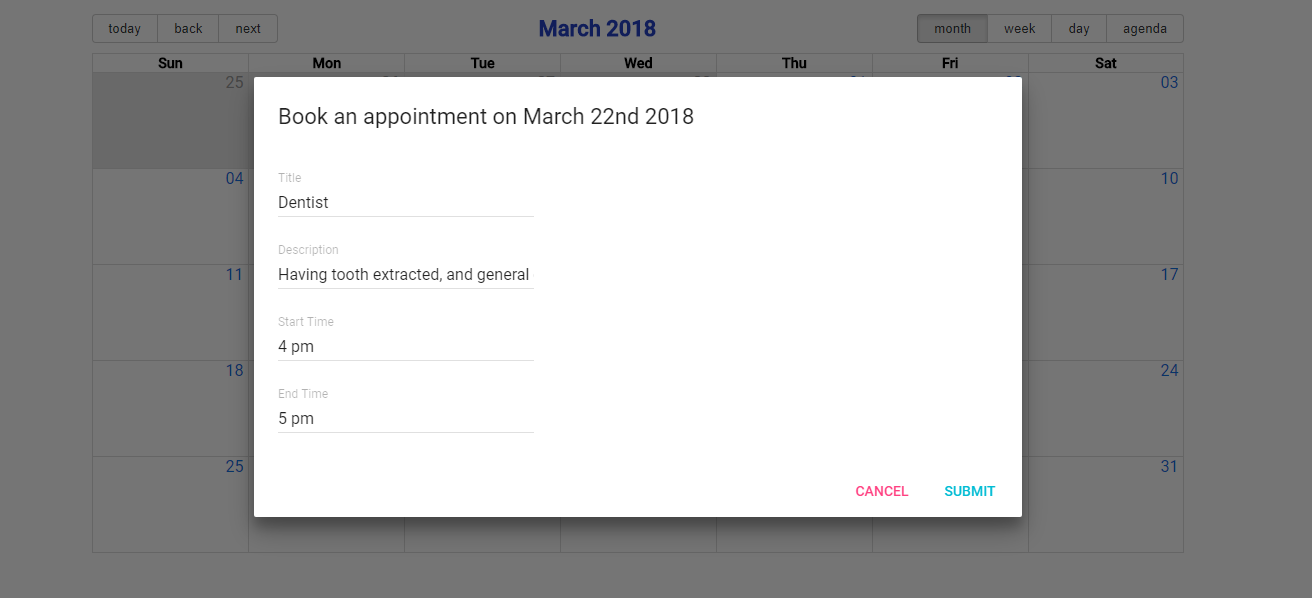 today back next March 2018 month week day agenda
Sun Mon Tue Wed Thu Fri Sat
25 03
Book an appointment on March 22nd 2018
Title
04 10
Dentist
Description
11 Having tooth extracted, and general 17
Start Time
4 pm
18 24
End Time
5 pm
25 31
CANCEL SUBMIT